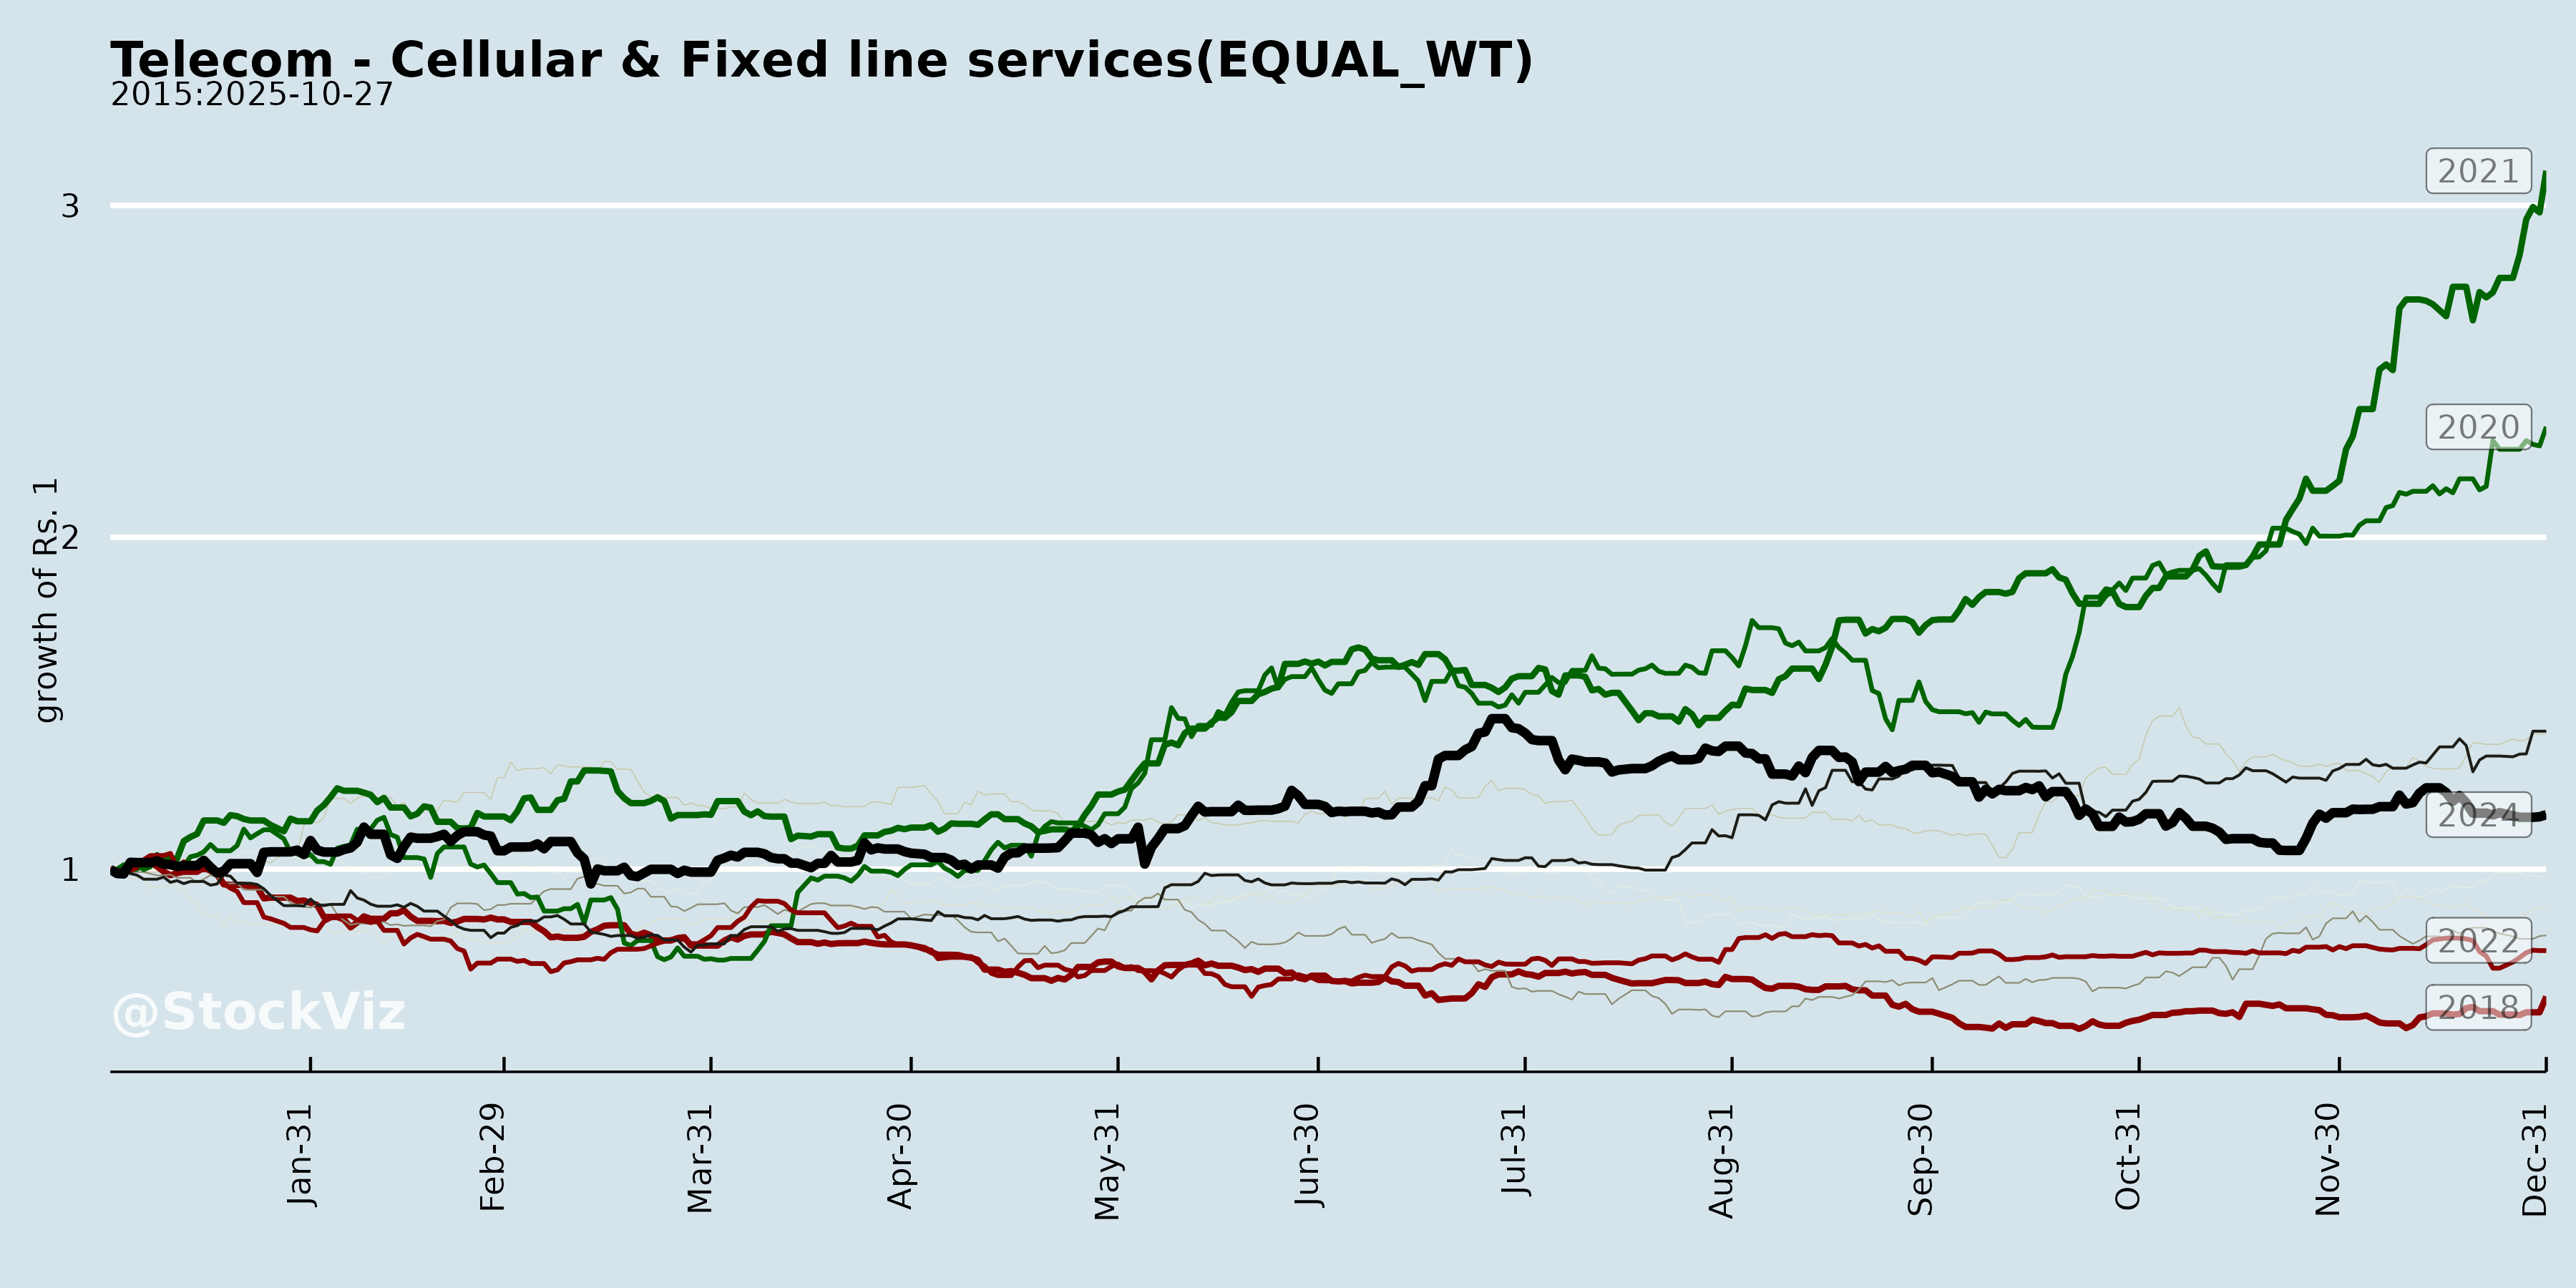 Telecom - Cellular & Fixed line services(EQUAL_WT)
2015:2025-10-27
growth of Rs. 1
3
2
1
2021
2020
2024
2022
2018
@StockViz
Jan-31
Feb-29
Mar-31
Apr-30
May-31
Jun-30
Jul-31
Aug-31
Sep-30
Oct-31
Nov-30
Dec-31